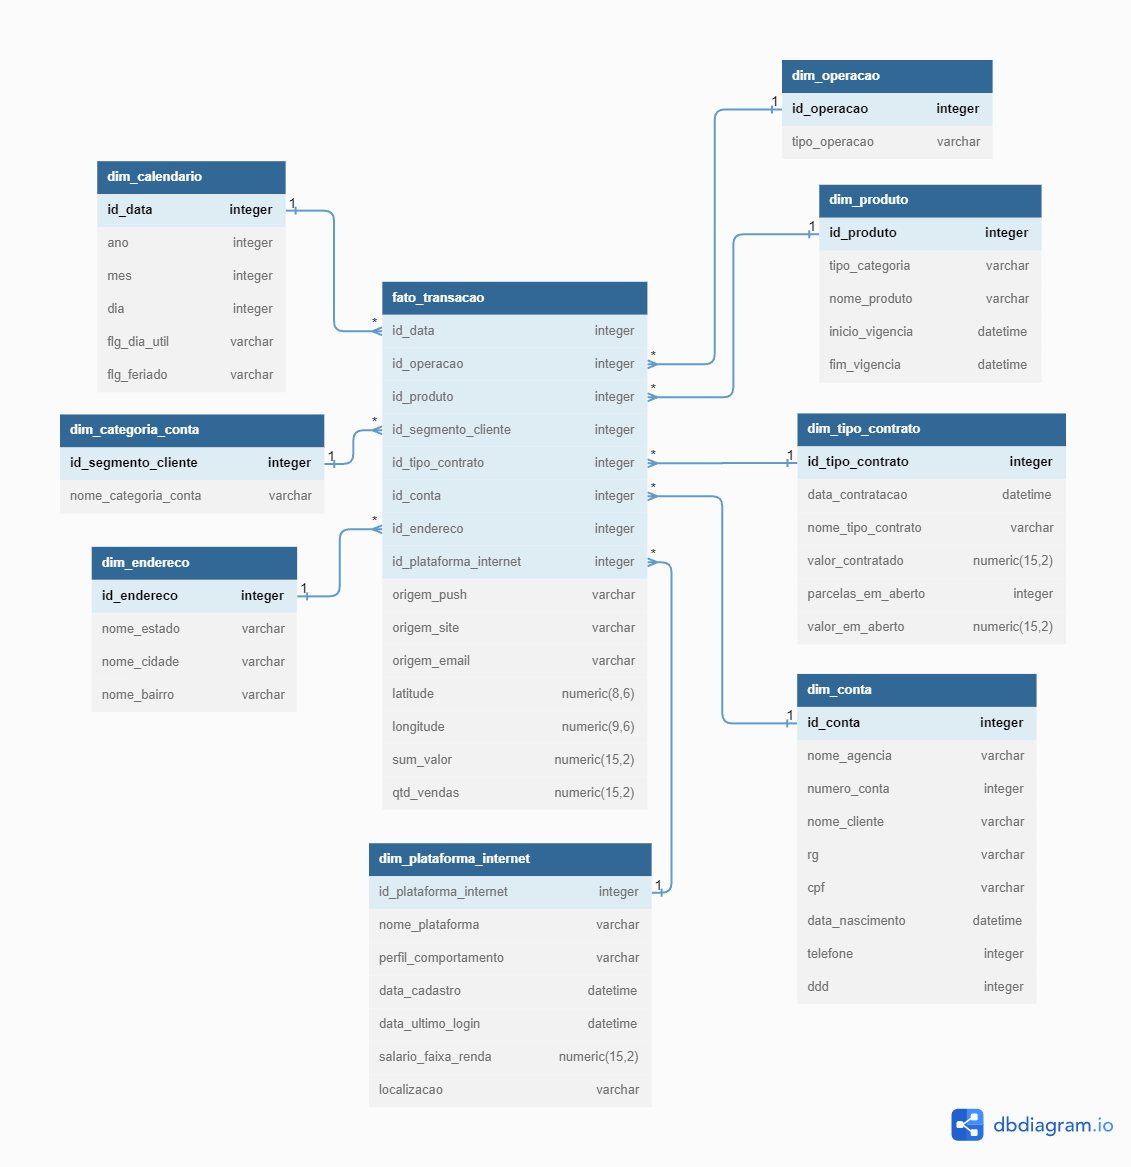 dim_operacao
1
id_operacao integer
tipo_operacao varchar
dim_calendario
id_data integer
1
ano integer
mes integer
dia integer
flg_dia_util varchar
flg_feriado varchar
dim_produto
1
id_produto integer
tipo_categoria varchar
nome_produto varchar
inicio_vigencia datetime
fim_vigencia datetime
fato_transacao
*
id_data integer
id_operacao integer
*
id_produto integer
*
*
id_segmento_cliente integer
id_tipo_contrato integer
*
id_conta integer
*
*
id_endereco integer
id_plataforma_internet integer
*
origem_push varchar
origem_site varchar
origem_email varchar
latitude numeric(8,6)
longitude numeric(9,6)
sum_valor numeric(15,2)
qtd_vendas numeric(15,2)
dim_categoria_conta
id_segmento_cliente integer
1
nome_categoria_conta varchar
dim_tipo_contrato
1
id_tipo_contrato integer
data_contratacao datetime
nome_tipo_contrato varchar
valor_contratado numeric(15,2)
parcelas_em_aberto integer
valor_em_aberto numeric(15,2)
dim_endereco
id_endereco integer
1
nome_estado varchar
nome_cidade varchar
nome_bairro varchar
dim_conta
1
id_conta integer
nome_agencia varchar
numero_conta integer
nome_cliente varchar
rg varchar
cpf varchar
data_nascimento datetime
telefone integer
ddd integer
dim_plataforma_internet
id_plataforma_internet integer
1
nome_plataforma varchar
perfil_comportamento varchar
data_cadastro datetime
data_ultimo_login datetime
salario_faixa_renda numeric(15,2)
localizacao varchar
dbdiagram.io